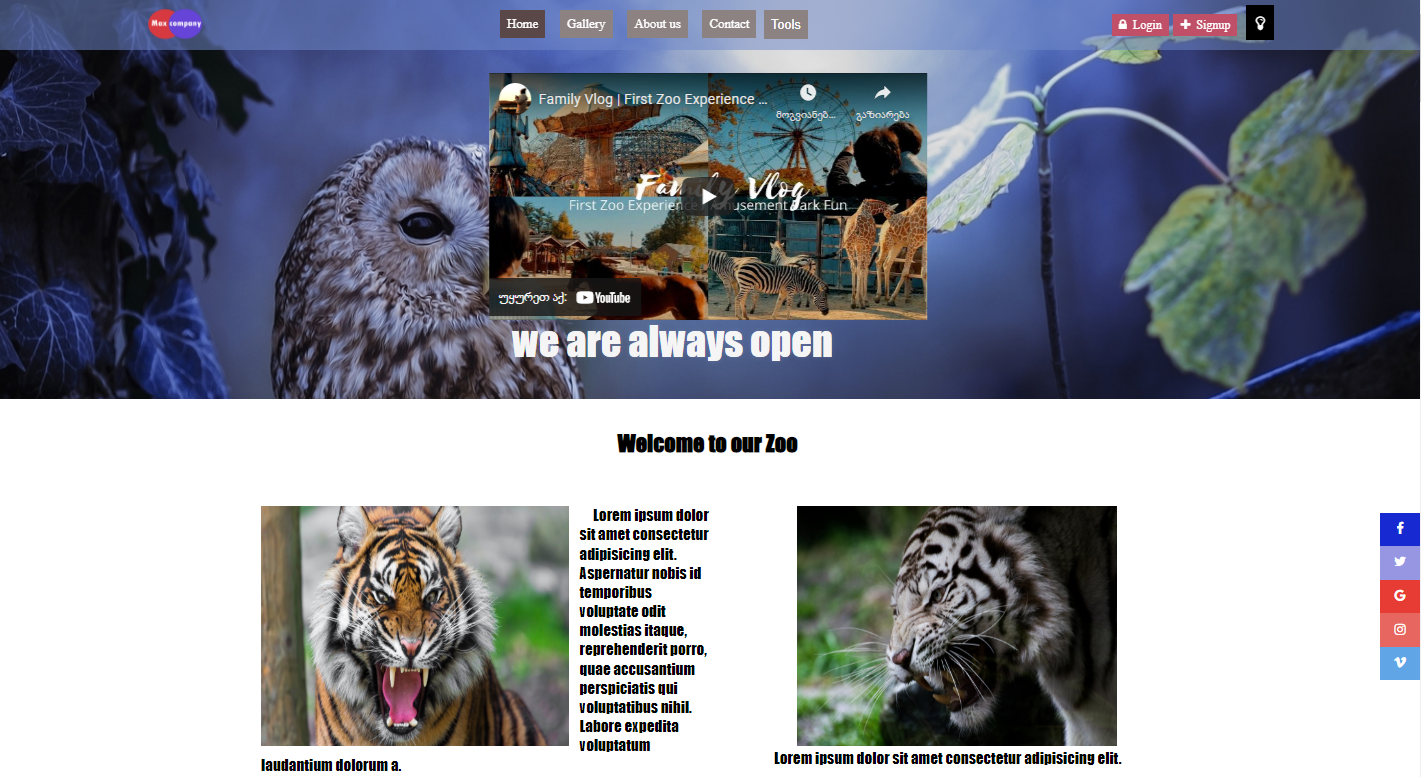 Max company
Home
Gallery
About us
Contact
Tools
Login
Signup
Family Vlog | First Zoo Experience ...
მოგვიანებ...
გაზიარება
Family Vlog
First Zoo Experience Amusement Park Fun
უყურეთ აქ:
YouTube
we are always open
Welcome to our Zoo
Lorem ipsum dolor
sit amet consectetur
adipisicing elit.
Aspernatur nobis id
temporibus
voluptate odit
molestias itaque,
reprehenderit porro,
quae accusantium
perspiciatis qui
voluptatibus nihil.
Labore expedita
voluptatum
laudantium dolorum a.
Lorem ipsum dolor sit amet consectetur adipisicing elit.